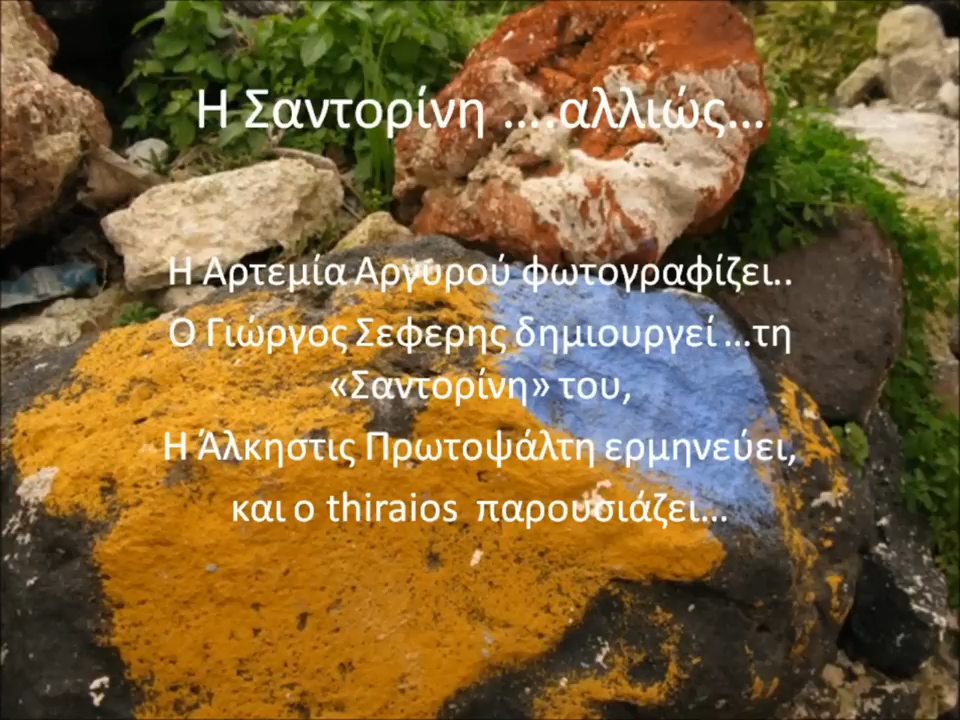 Η Σαντορίνη ....αλλιώς...
Η Αρτεμία Αργυρού φωτογραφίζει..
Ο Γιώργος Σεφερης δημιουργεί ...τη
«Σαντορίνη» του,
Η Άλκηστις Πρωτοψάλτη ερμηνεύει,
και ο thiraios παρουσιάζει...